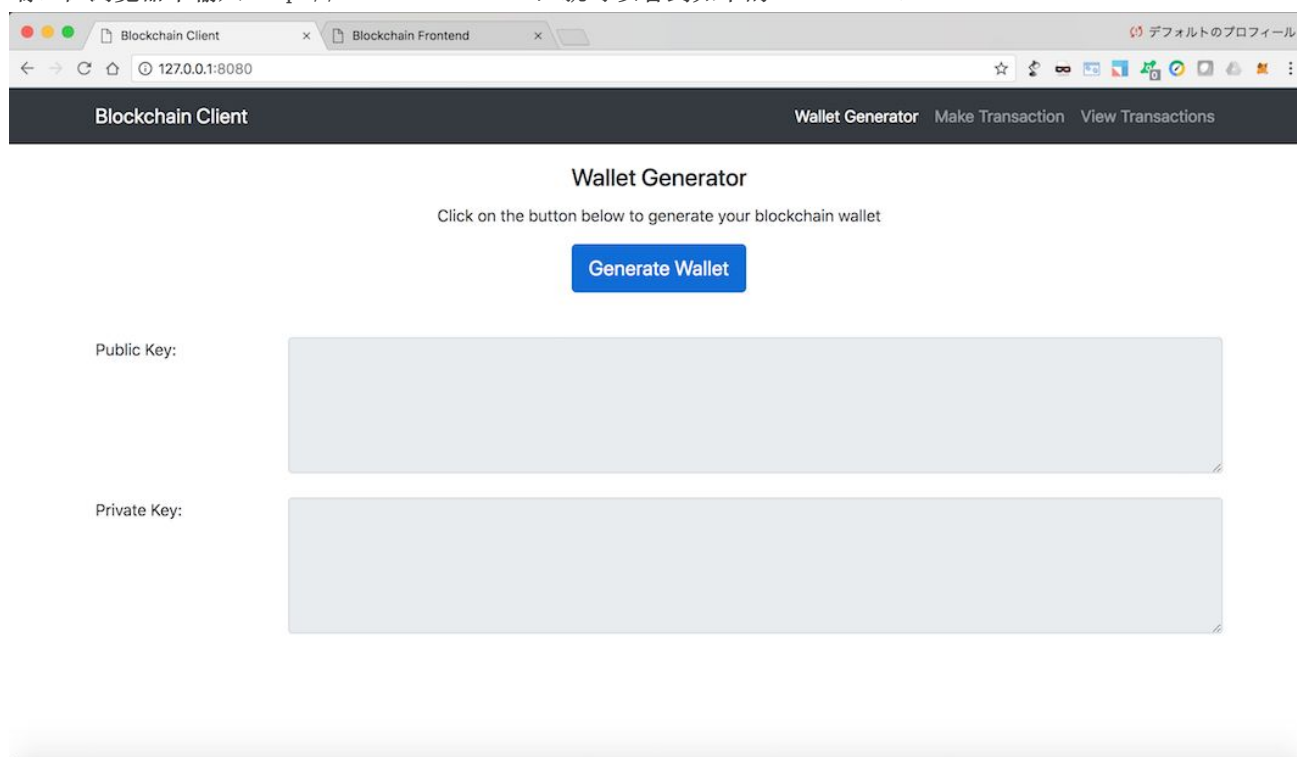 Blockchain Client
Blockchain Frontend
デフォルトのプロフィール
127.0.0.1:8080
Blockchain Client
Wallet Generator Make Transaction View Transactions
Wallet Generator
Click on the button below to generate your blockchain wallet
Generate Wallet
Public Key:
Private Key: